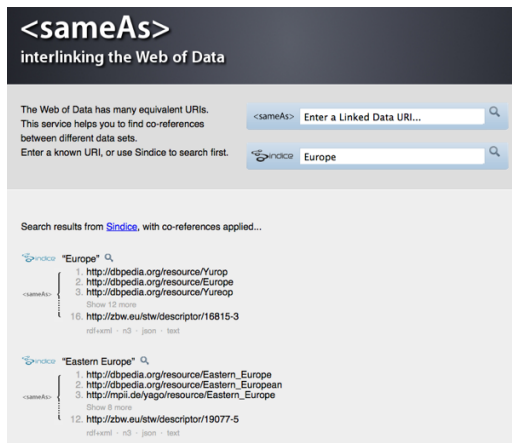 <sameAs>
interlinking the Web of Data
The Web of Data has many equivalent URIs.
This service helps you to find co-references
between different data sets.
Enter a known URI, or use Sindice to search first.
<sameAs> Enter a Linked Data URI...
Sindice Europe
Search results from Sindice, with co-references applied...
Sindice "Europe"
1. http://dbpedia.org/resource/Yurop
2. http://dbpedia.org/resource/Europe
<sameAs> 3. http://dbpedia.org/resource/Yureop
Show 12 more
16. http://zbw.eu/stw/descriptor/16815-3
rdf+xml · n3 · json · text
Sindice "Eastern Europe"
1. http://dbpedia.org/resource/Eastern_Europe
2. http://dbpedia.org/resource/Eastern_European
<sameAs> 3. http://mpii.de/yago/resource/Eastern_Europe
Show 8 more
12. http://zbw.eu/stw/descriptor/19077-5
rdf+xml · n3 · json · text